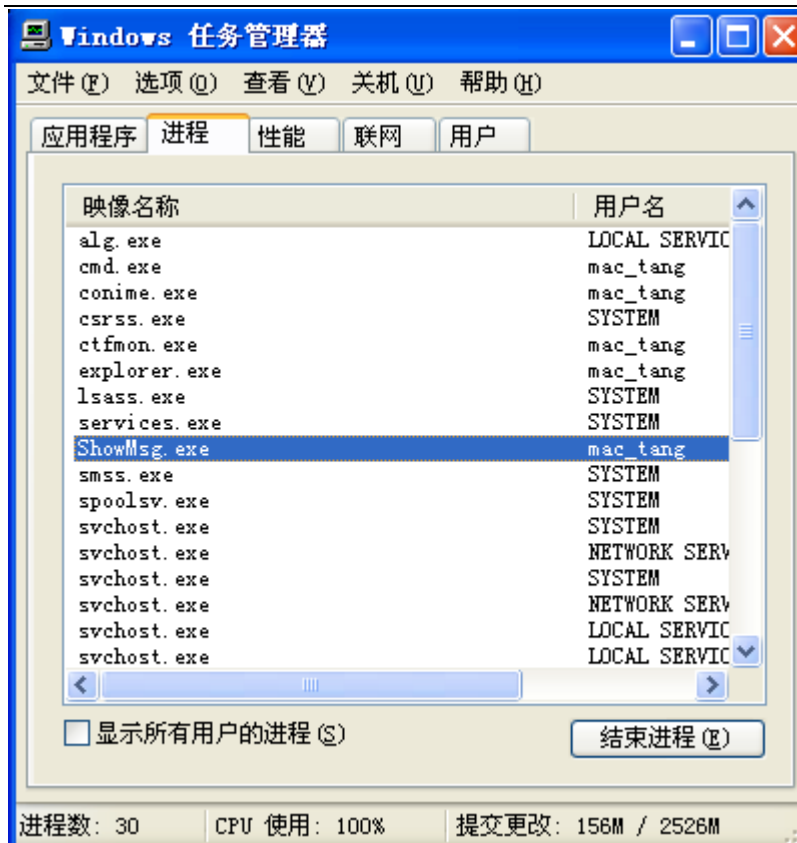 Windows 任务管理器
文件(F) 选项(O) 查看(V) 关机(U) 帮助(H)
应用程序 进程 性能 联网 用户
映像名称 用户名
alg.exe LOCAL SERVIC
cmd.exe mac_tang
conime.exe mac_tang
csrss.exe SYSTEM
ctfmon.exe mac_tang
explorer.exe mac_tang
lsass.exe SYSTEM
services.exe SYSTEM
ShowMsg.exe mac_tang
smss.exe SYSTEM
spoolsv.exe SYSTEM
svchost.exe SYSTEM
svchost.exe NETWORK SERV
svchost.exe SYSTEM
svchost.exe NETWORK SERV
svchost.exe LOCAL SERVIC
svchost.exe LOCAL SERVIC
显示所有用户的进程(S) 结束进程(E)
进程数: 30 CPU 使用: 100% 提交更改: 156M / 2526M